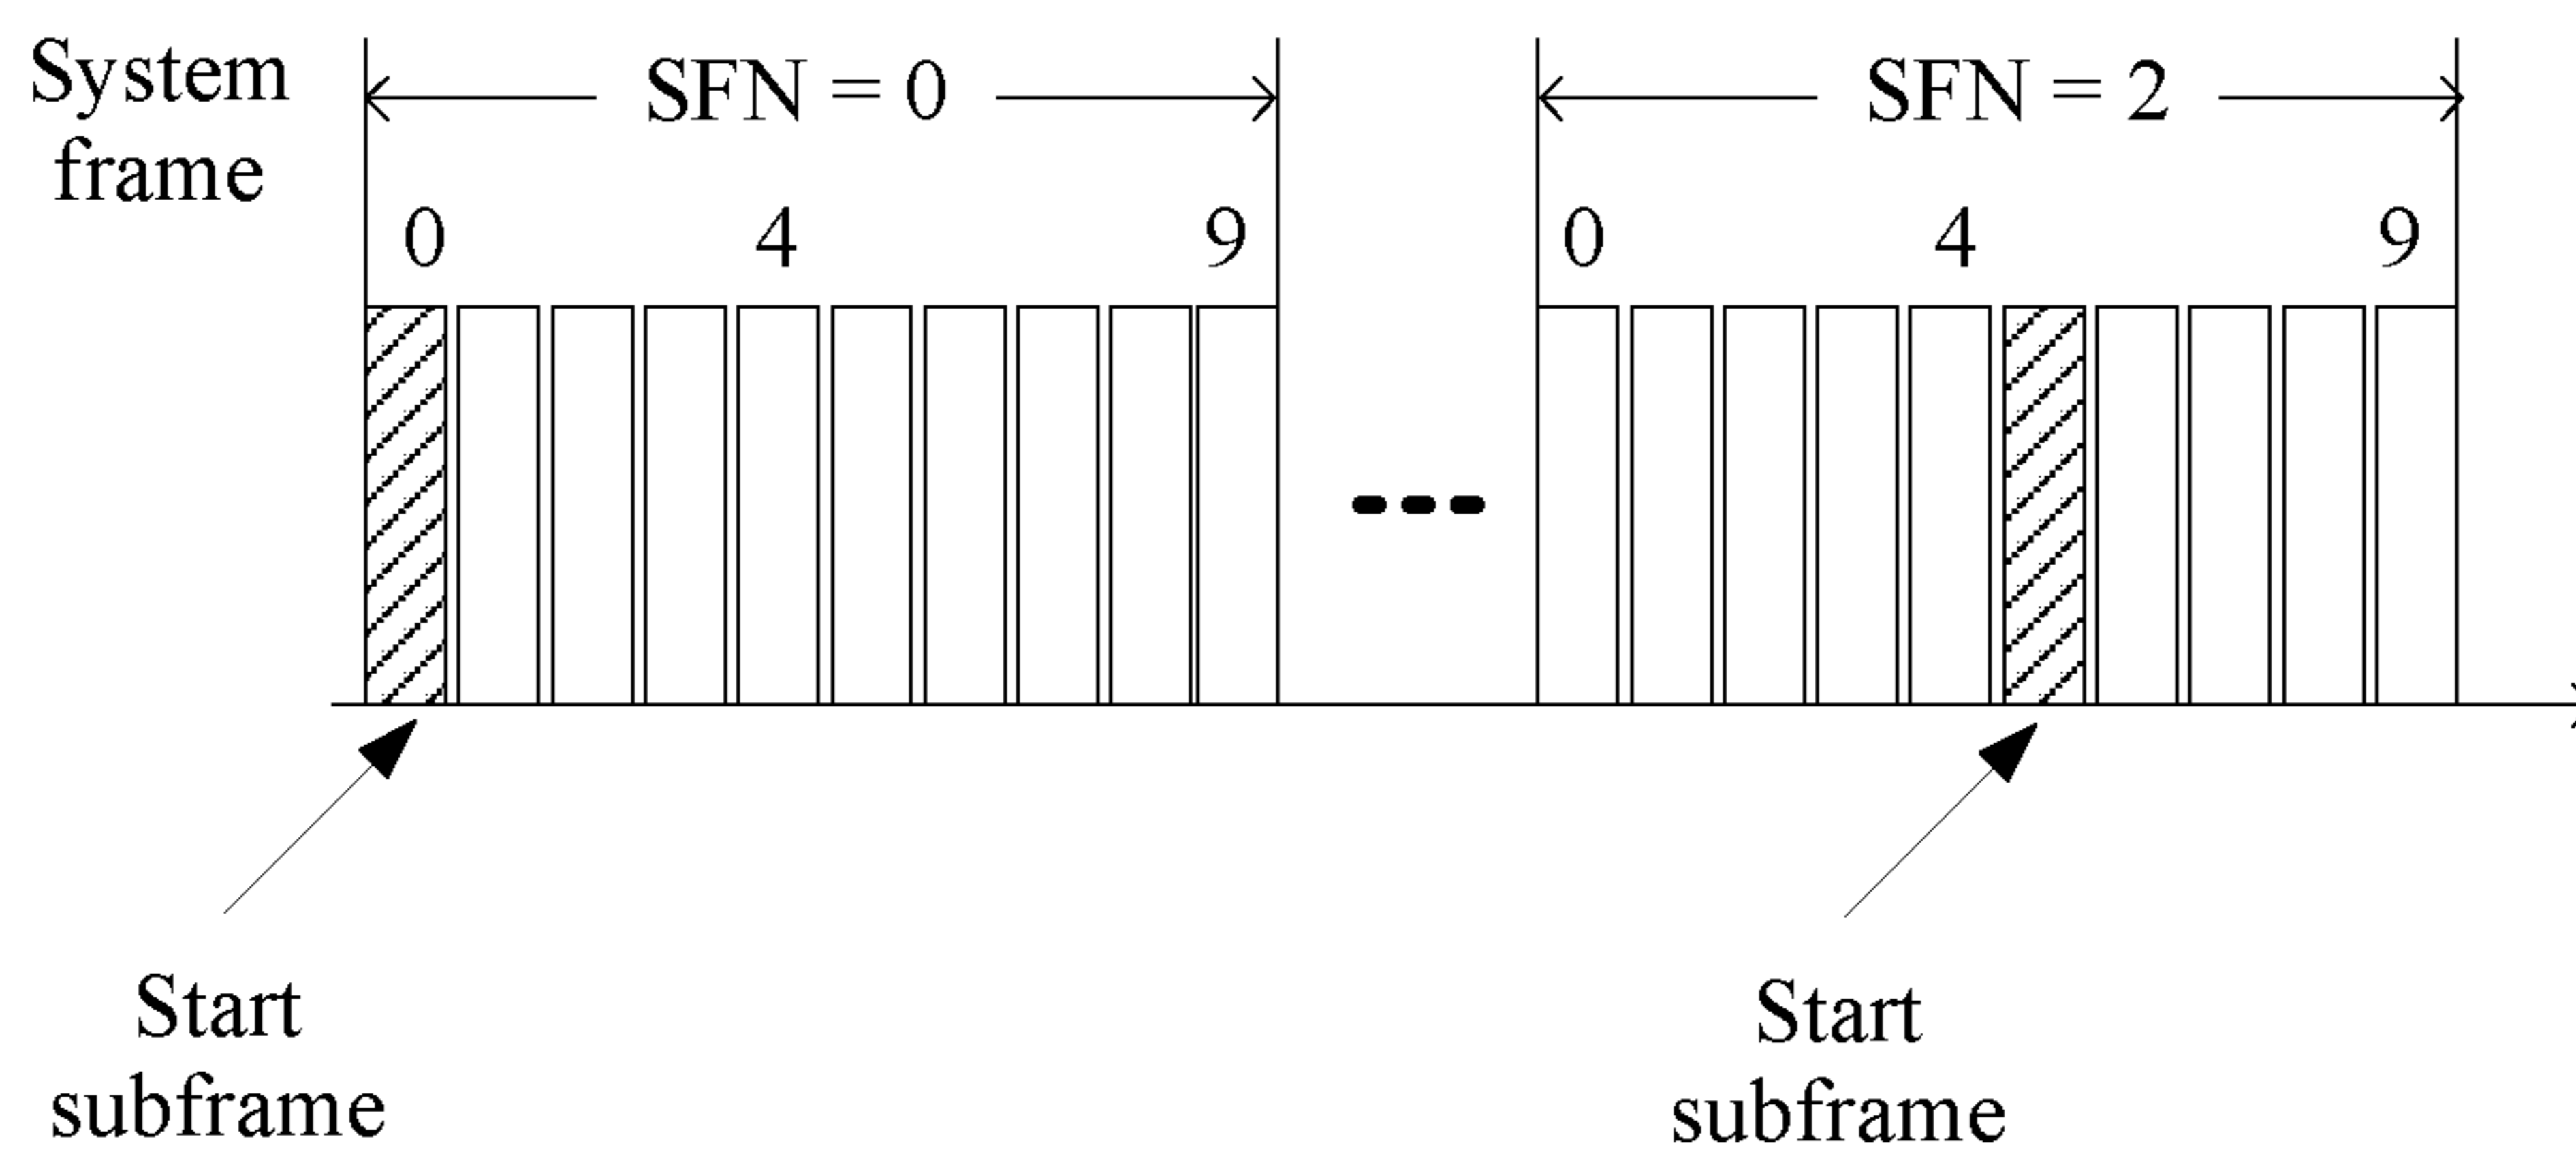 System
frame
SFN = 0
SFN = 2
0 4 9
0 4 9
Start
subframe
Start
subframe